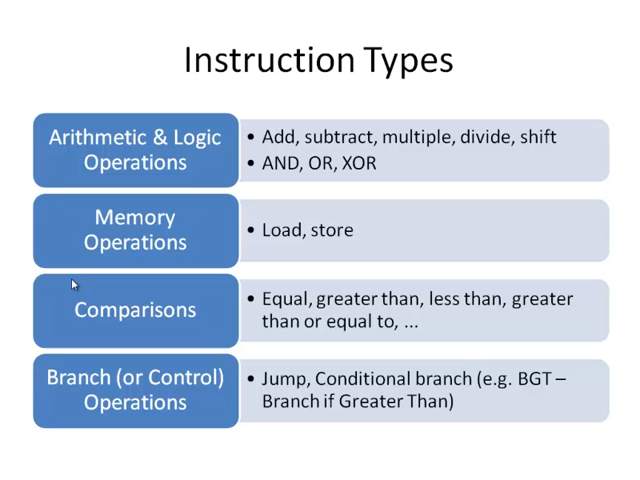 Instruction Types
Arithmetic & Logic
Operations
• Add, subtract, multiple, divide, shift
• AND, OR, XOR
Memory
Operations
• Load, store
Comparisons
• Equal, greater than, less than, greater
than or equal to, ...
Branch (or Control)
Operations
• Jump, Conditional branch (e.g. BGT –
Branch if Greater Than)